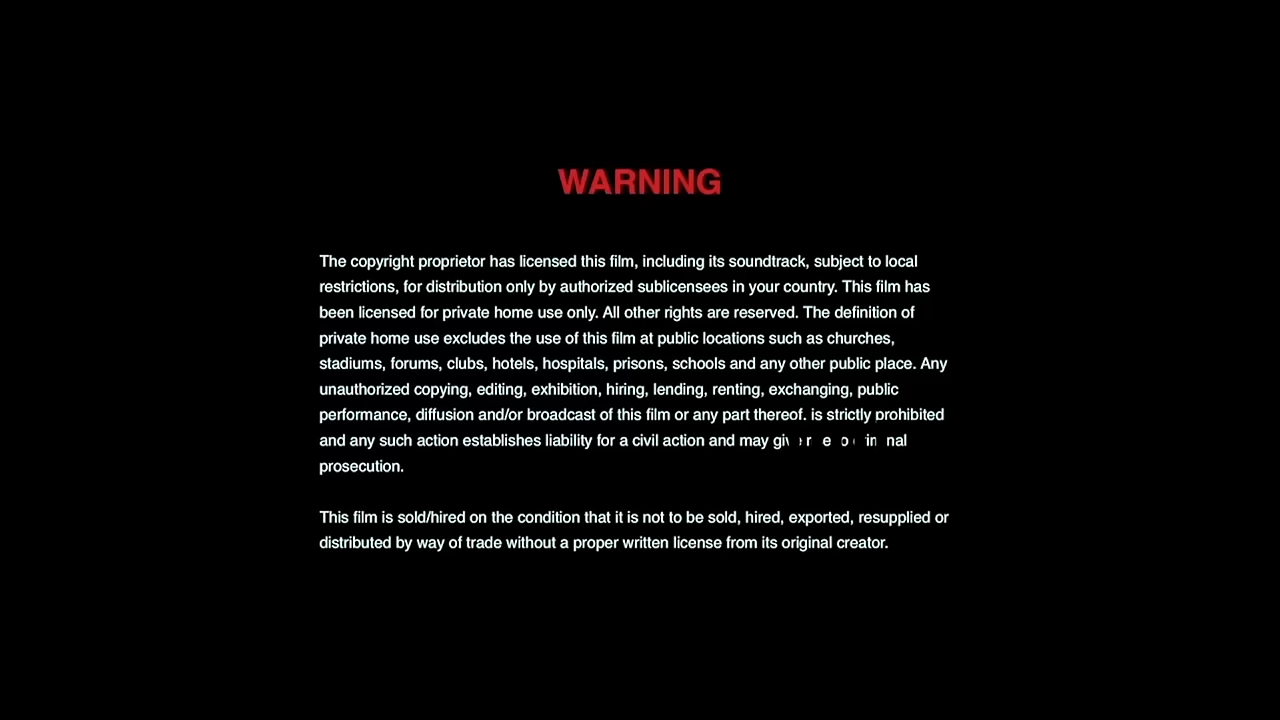 WARNING
The copyright proprietor has licensed this film, including its soundtrack, subject to local
restrictions, for distribution only by authorized sublicensees in your country. This film has
been licensed for private home use only. All other rights are reserved. The definition of
private home use excludes the use of this film at public locations such as churches,
stadiums, forums, clubs, hotels, hospitals, prisons, schools and any other public place. Any
unauthorized copying, editing, exhibition, hiring, lending, renting, exchanging, public
performance, diffusion and/or broadcast of this film or any part thereof. is strictly prohibited
and any such action establishes liability for a civil action and may
prosecution.
This film is sold/hired on the condition that it is not to be sold, hired, exported, resupplied or
distributed by way of trade without a proper written license from its original creator.